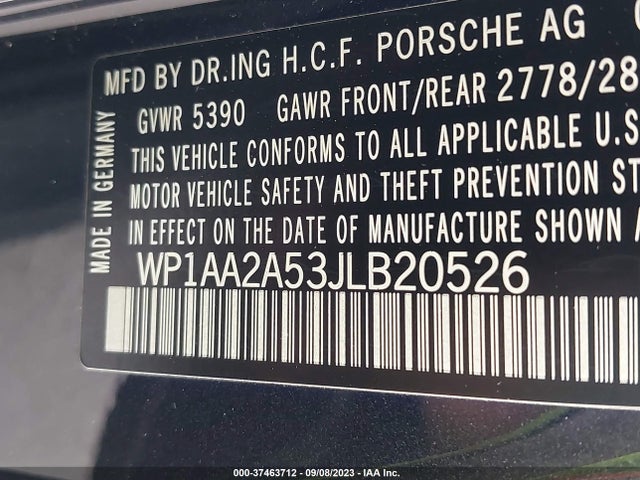 MFD BY DR.ING H.C.F. PORSCHE AG
GVWR 5390 GAWR FRONT/REAR 2778/28
THIS VEHICLE CONFORMS TO ALL APPLICABLE U.S
MOTOR VEHICLE SAFETY AND THEFT PREVENTION ST
IN EFFECT ON THE DATE OF MANUFACTURE SHOWN A
MADE IN GERMANY
WP1AA2A53JLB20526
000-37463712 - 09/08/2023 - IAA Inc.